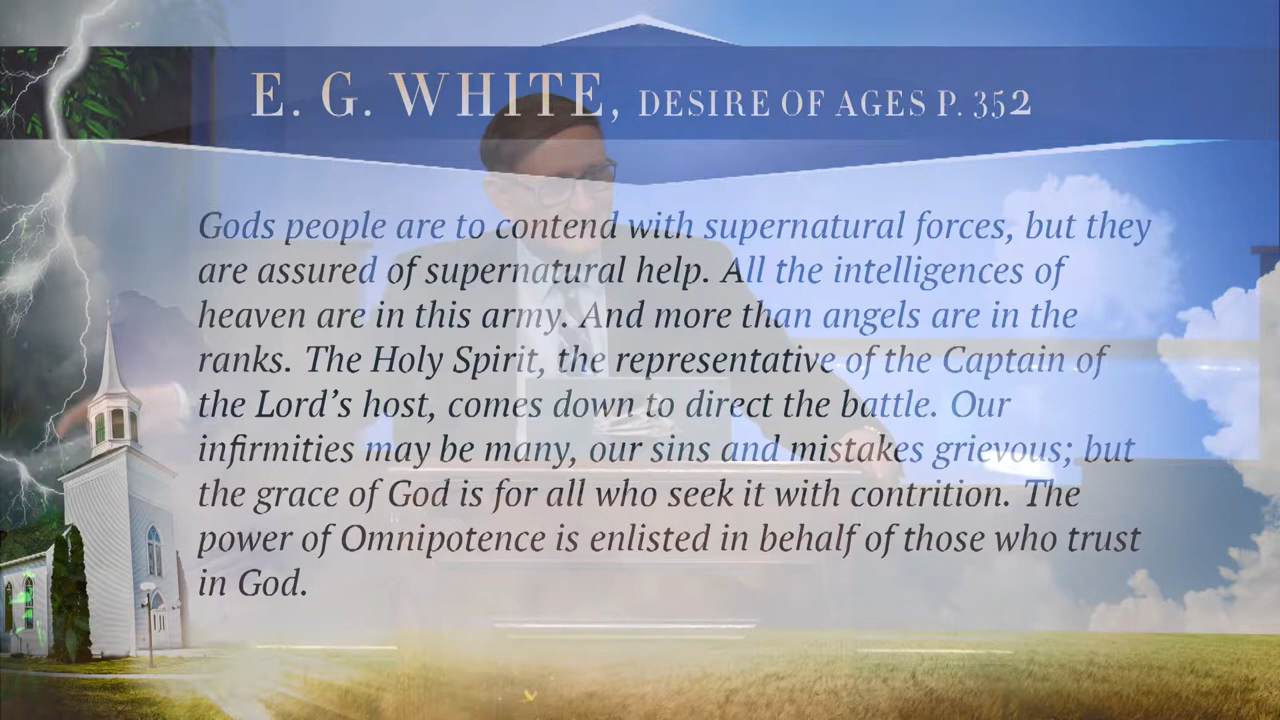 E. G. WHITE, DESIRE OF AGES P. 352
Gods people are to contend with supernatural forces, but they
are assured of supernatural help. All the intelligences of
heaven are in this army. And more than angels are in the
ranks. The Holy Spirit, the representative of the Captain of
the Lord’s host, comes down to direct the battle. Our
infirmities may be many, our sins and mistakes grievous; but
the grace of God is for all who seek it with contrition. The
power of Omnipotence is enlisted in behalf of those who trust
in God.